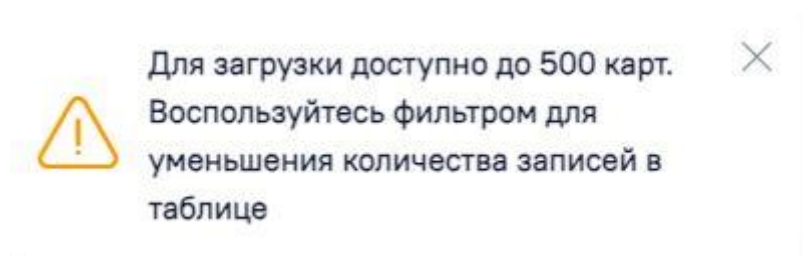 Для загрузки доступно до 500 карт.
Воспользуйтесь фильтром для
уменьшения количества записей в
таблице